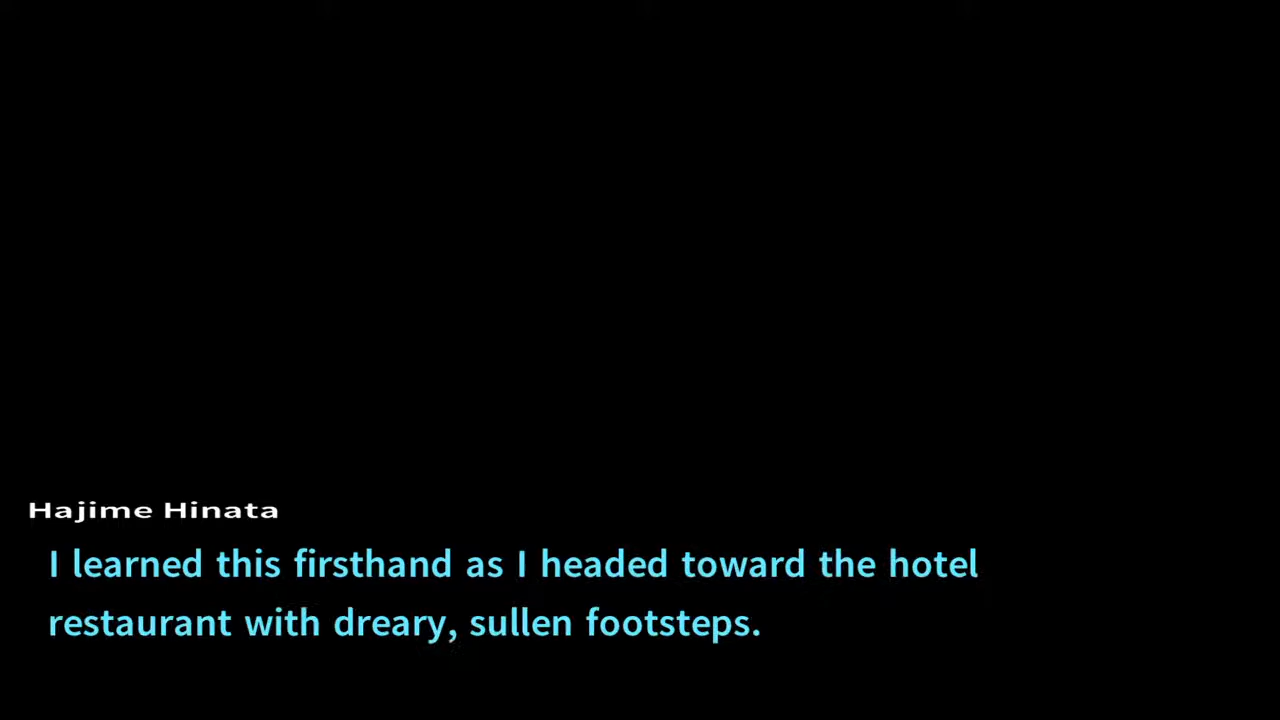 Hajime Hinata
I learned this firsthand as I headed toward the hotel
restaurant with dreary, sullen footsteps.